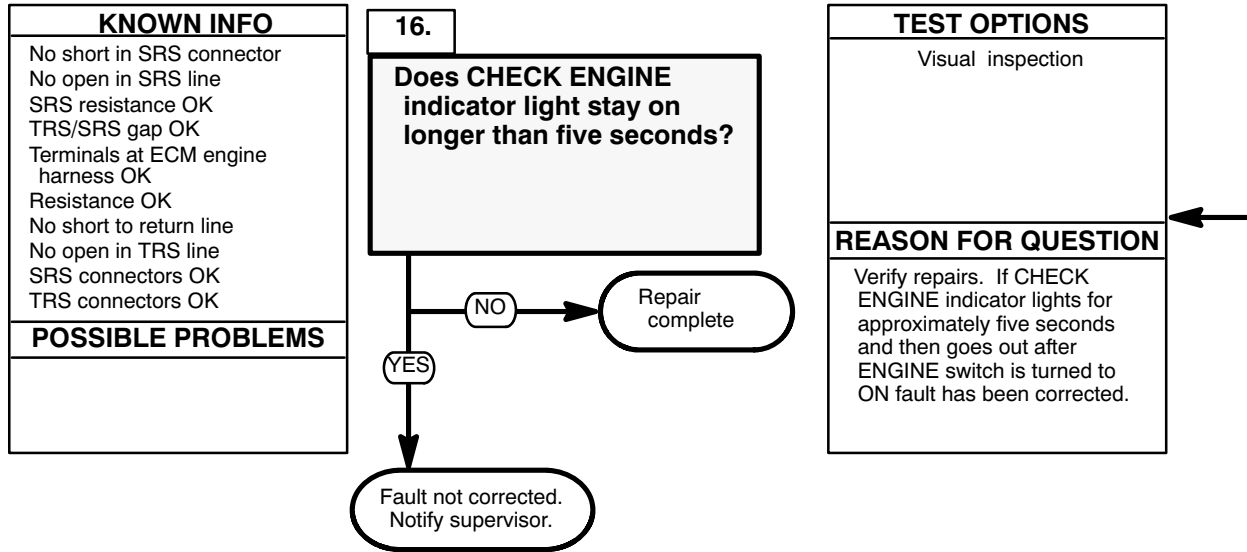 KNOWN INFO
No short in SRS connector
No open in SRS line
SRS resistance OK
TRS/SRS gap OK
Terminals at ECM engine
harness OK
Resistance OK
No short to return line
No open in TRS line
SRS connectors OK
TRS connectors OK
POSSIBLE PROBLEMS
16.
Does CHECK ENGINE
indicator light stay on
longer than five seconds?
NO
Repair
complete
YES
Fault not corrected.
Notify supervisor.
TEST OPTIONS
Visual inspection
REASON FOR QUESTION
Verify repairs. If CHECK
ENGINE indicator lights for
approximately five seconds
and then goes out after
ENGINE switch is turned to
ON fault has been corrected.